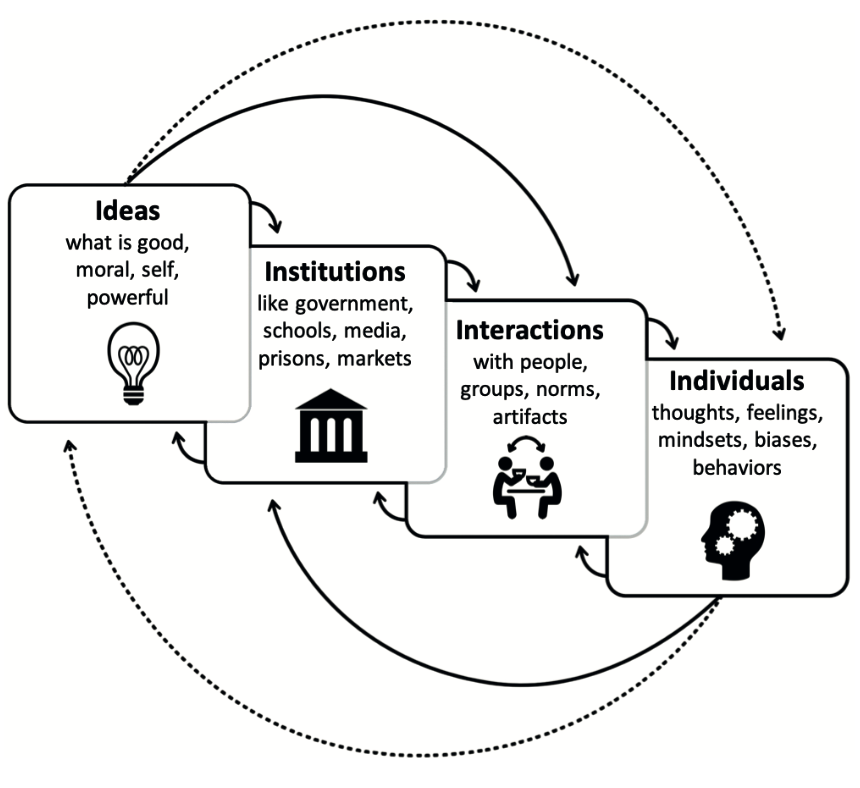 Ideas
what is good,
moral, self,
powerful
Institutions
like government,
schools, media,
prisons, markets
Interactions
with people,
groups, norms,
artifacts
Individuals
thoughts, feelings,
mindsets, biases,
behaviors